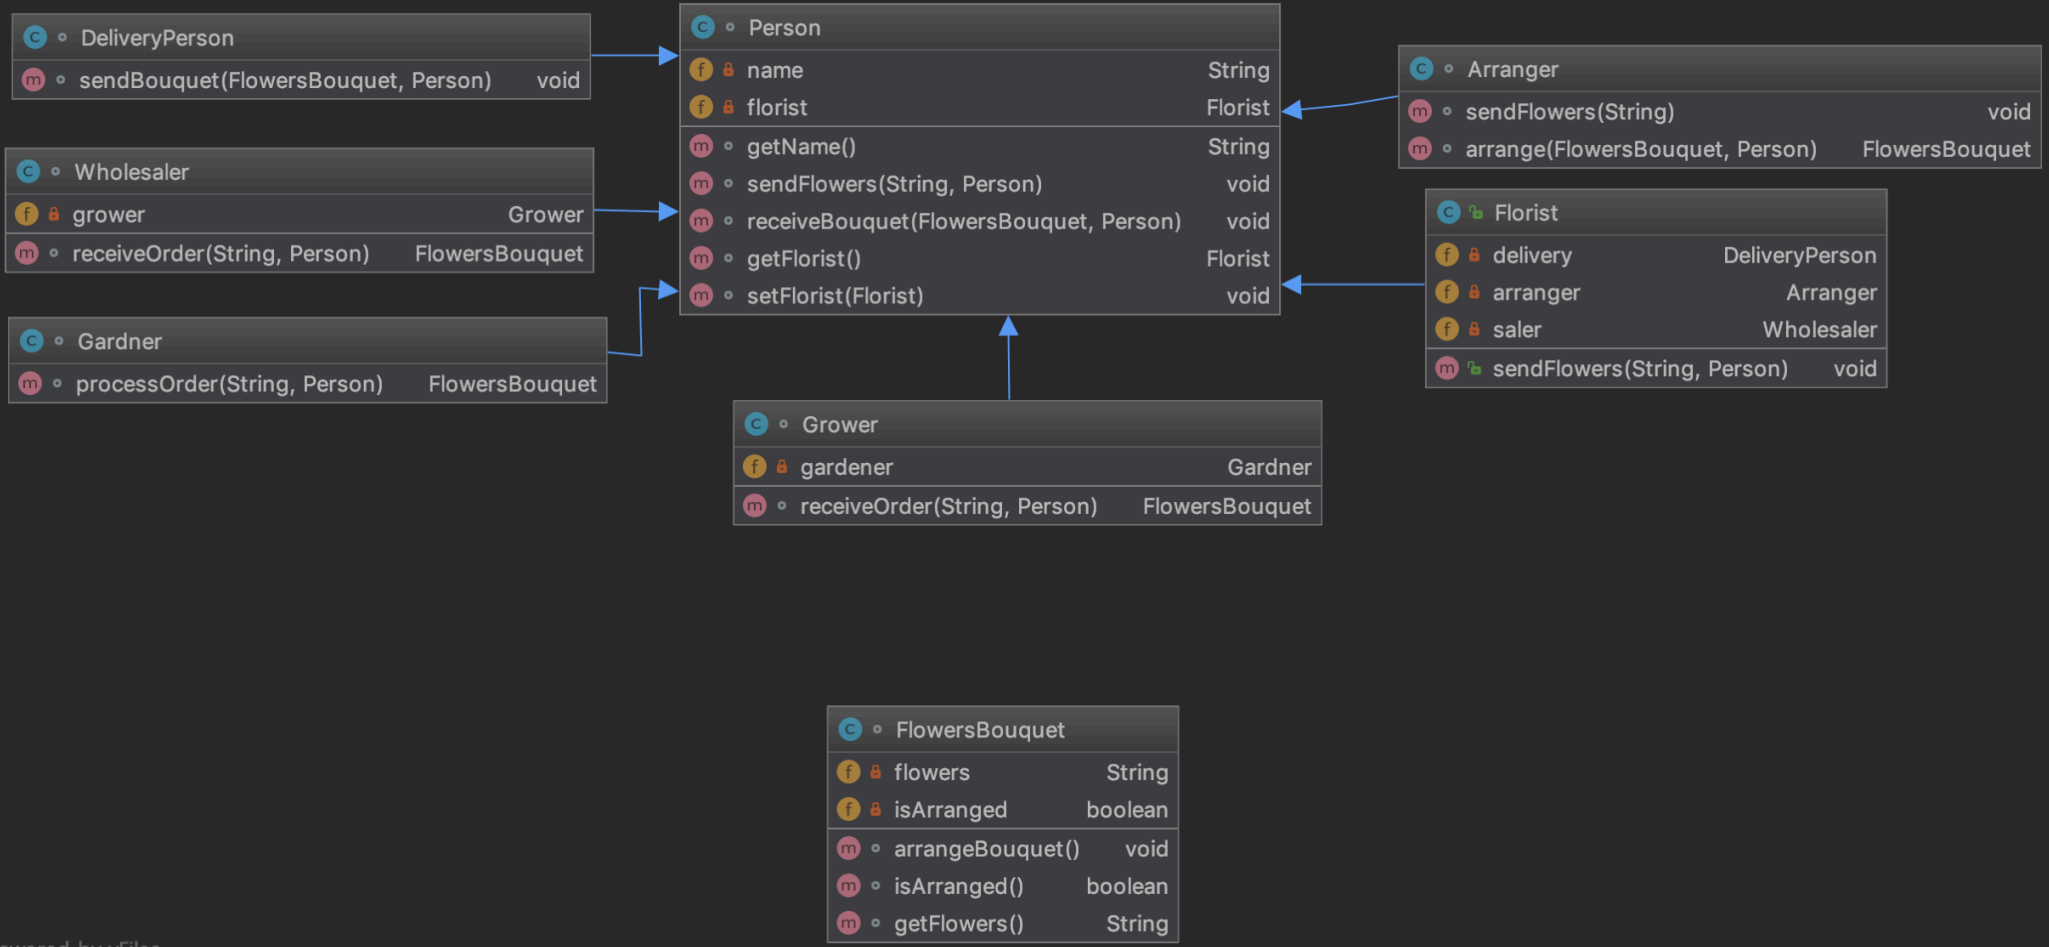 DeliveryPerson
sendBouquet(FlowersBouquet, Person) void
Wholesaler
grower Grower
receiveOrder(String, Person) FlowersBouquet
Gardner
processOrder(String, Person) FlowersBouquet
Person
name String
florist Florist
getName() String
sendFlowers(String, Person) void
receiveBouquet(FlowersBouquet, Person) void
getFlorist() Florist
setFlorist(Florist) void
Arranger
sendFlowers(String) void
arrange(FlowersBouquet, Person) FlowersBouquet
Florist
delivery DeliveryPerson
arranger Arranger
saler Wholesaler
sendFlowers(String, Person) void
Grower
gardener Gardner
receiveOrder(String, Person) FlowersBouquet
FlowersBouquet
flowers String
isArranged boolean
arrangeBouquet() void
isArranged() boolean
getFlowers() String